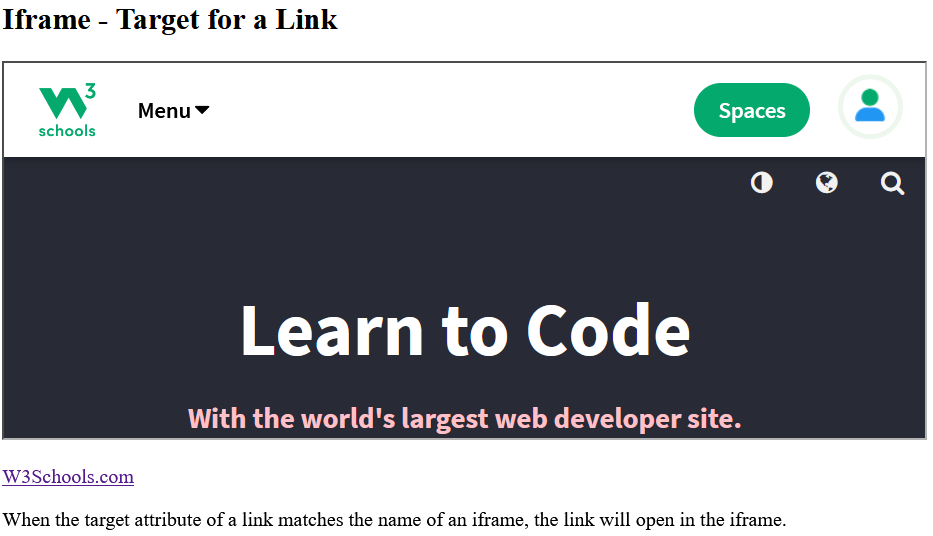 Iframe - Target for a Link
W3 schools
Menu
Spaces
Learn to Code
With the world's largest web developer site.
W3Schools.com
When the target attribute of a link matches the name of an iframe, the link will open in the iframe.